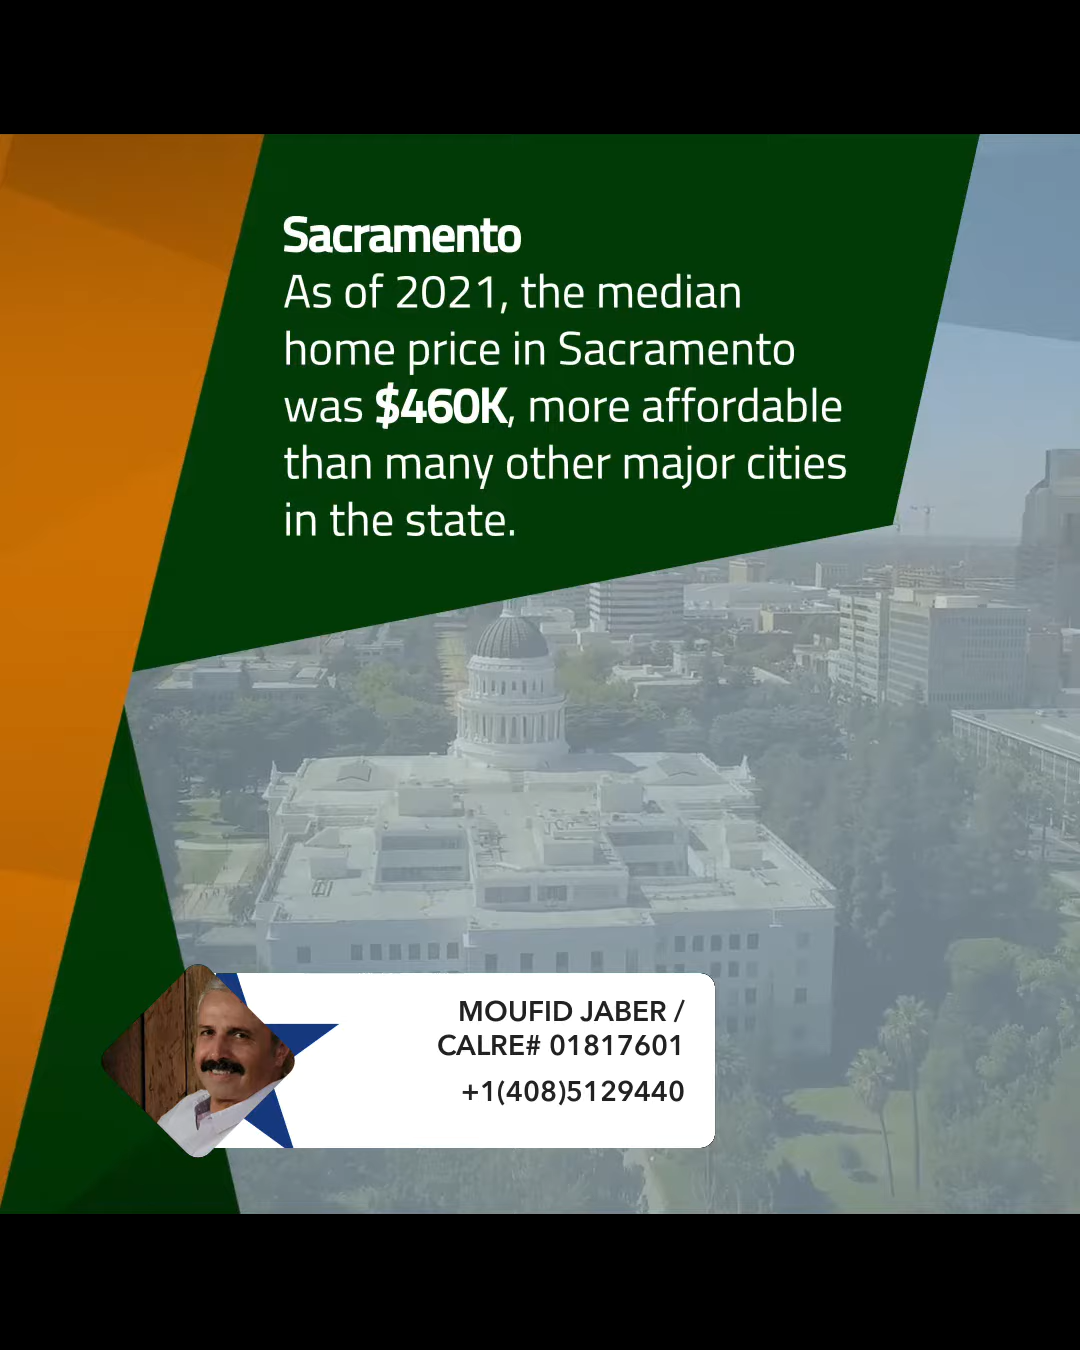 Sacramento
As of 2021, the median
home price in Sacramento
was $460K, more affordable
than many other major cities
in the state.
MOUFID JABER /
CALRE# 01817601
+1(408)5129440